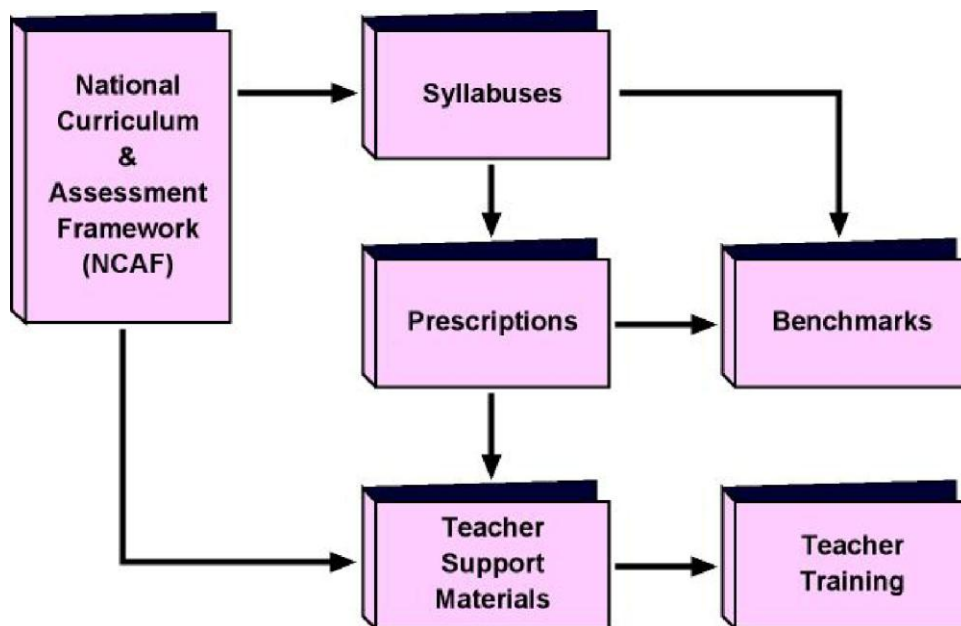 National
Curriculum
&
Assessment
Framework
(NCAF)
Syllabuses
Prescriptions
Benchmarks
Teacher
Support
Materials
Teacher
Training